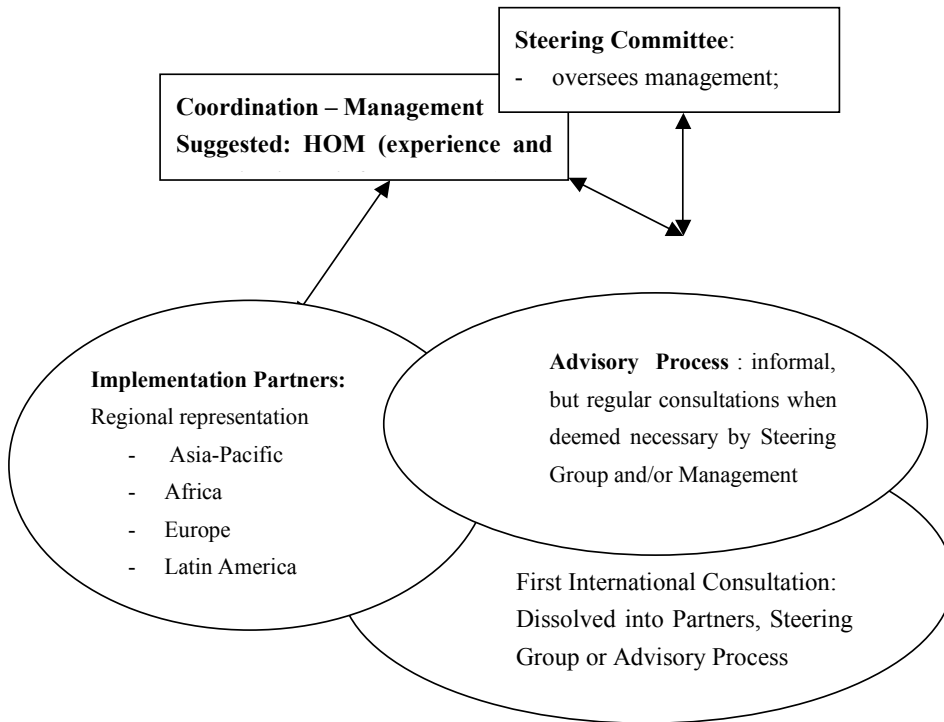 Steering Committee:
- oversees management;
Coordination – Management
Suggested: HOM (experience and
Implementation Partners:
Regional representation
- Asia-Pacific
- Africa
- Europe
- Latin America
Advisory Process : informal,
but regular consultations when
deemed necessary by Steering
Group and/or Management
First International Consultation:
Dissolved into Partners, Steering
Group or Advisory Process